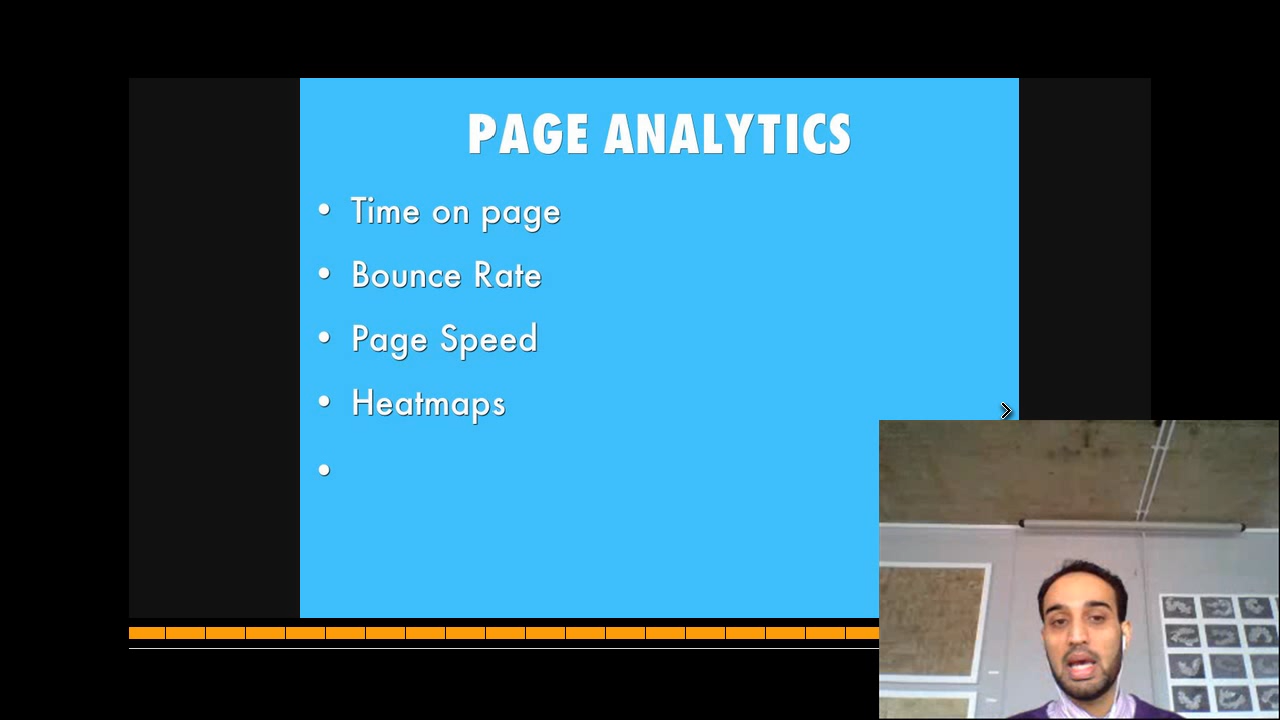 PAGE ANALYTICS
• Time on page
• Bounce Rate
• Page Speed
• Heatmaps
•